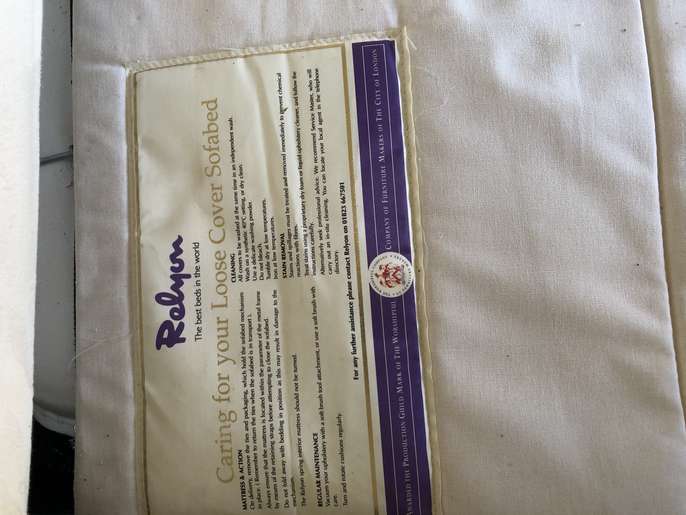 Relyon
The best beds in the world
Caring for your Loose Cover Sofabed
MATTRESS & ACTION
On delivery, remove the ties and packaging, which hold the sofabed mechanism
in place. ( Remember to return the ties when the sofabed is in transport ).
Always ensure that the mattress is located within the parameter of the metal frame
by means of the retaining straps before attempting to close the sofabed.
Do not fold away with bedding in position as this may result in damage to the
mechanism.
The Relyon spring interior mattress should not be turned.
REGULAR MAINTENANCE
Vacuum your upholstery with a soft brush tool attachment, or use a soft brush with
care.
Turn and rotate cushions regularly.
CLEANING
All covers to be washed at the same time in an independent wash.
Wash on a synthetic 40°C setting, or dry clean.
Use a delicate washing powder.
Do not bleach.
Tumble dry at low temperatures.
Iron at low temperatures.
STAIN REMOVAL
Stains and spillages must be treated and removed immediately to prevent chemical
reactions with fibres.
Treat stains using a proprietary dry foam or liquid upholstery cleaner, and follow the
instructions carefully.
Alternatively seek professional advice. We recommend Service Master, who will
carry out an in-site cleaning. You can locate your local agent in the telephone
directory.
For any further assistance please contact Relyon on 01823 667501
AWARDED THE PRODUCTION GUILD MARK OF THE WORSHIPFUL COMPANY OF FURNITURE MAKERS OF THE CITY OF LONDON